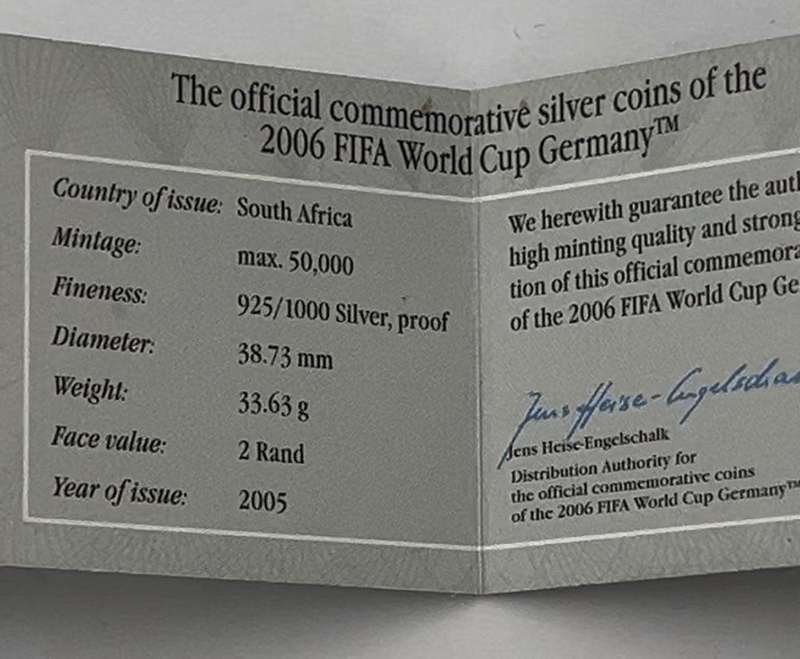 The official commemorative silver coins of the
2006 FIFA World Cup Germany™
Country of issue: South Africa
Mintage: max. 50,000
Fineness: 925/1000 Silver, proof
Diameter: 38.73 mm
Weight: 33.63 g
Face value: 2 Rand
Year of issue: 2005
We herewith guarantee the
high minting quality and strong
tion of this official
of the 2006 FIFA World Cup
Jens Heise-Engelschalk
Distribution Authority for
the official commemorative coins
of the 2006 FIFA World Cup Germany™